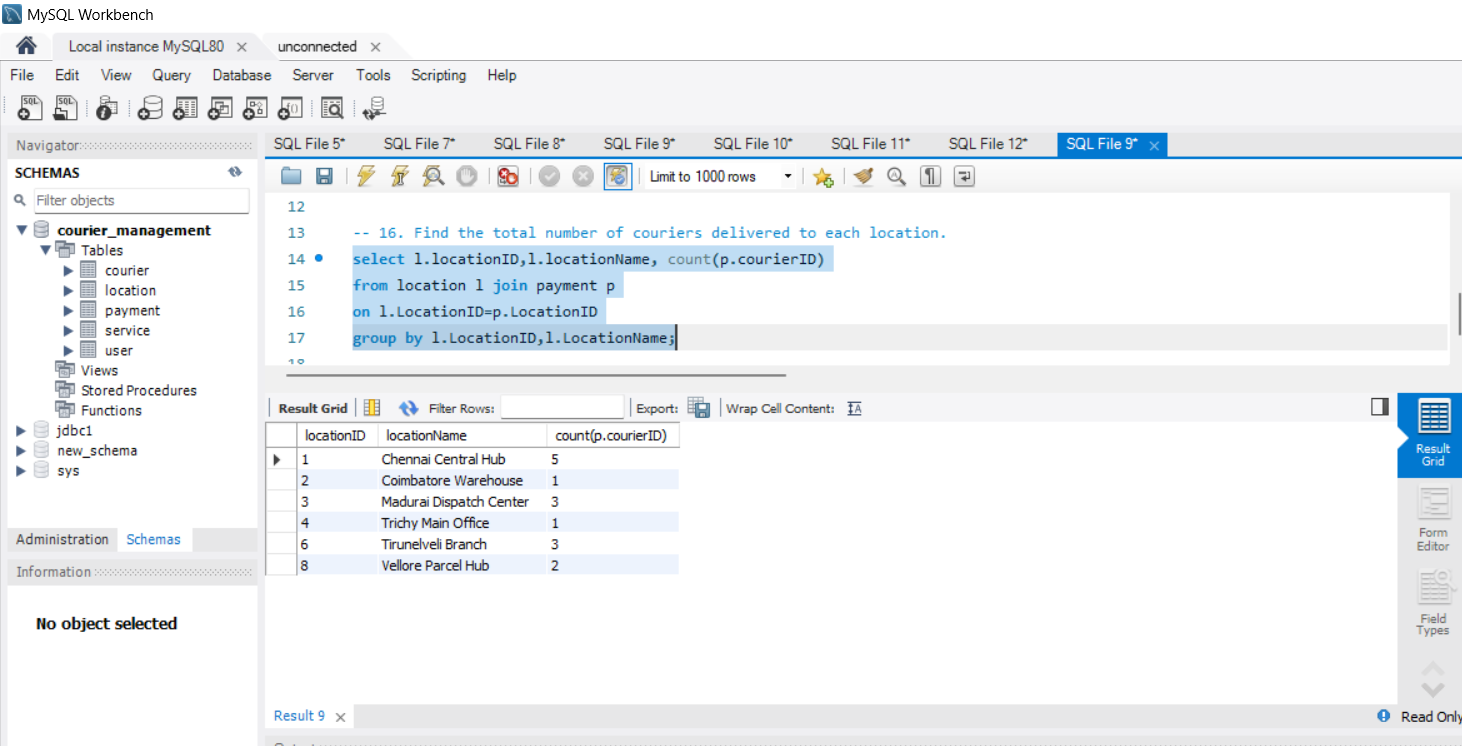 MySQL Workbench
Local instance MySQL80
unconnected
File Edit View Query Database Server Tools Scripting Help
Navigator
SCHEMAS
Filter objects
courier_management
Tables
courier
location
payment
service
user
Views
Stored Procedures
Functions
jdbc1
new_schema
sys
Administration Schemas
Information
No object selected
SQL File 5* SQL File 7* SQL File 8* SQL File 9* SQL File 10* SQL File 11* SQL File 12* SQL File 9*
Limit to 1000 rows
12
13 -- 16. Find the total number of couriers delivered to each location.
14 select l.locationID,l.locationName, count(p.courierID)
15 from location l join payment p
16 on l.LocationID=p.LocationID
17 group by l.LocationID,l.LocationName;
18
Result Grid Filter Rows: Export: Wrap Cell Content:
locationID locationName count(p.courierID)
1 Chennai Central Hub 5
2 Coimbatore Warehouse 1
3 Madurai Dispatch Center 3
4 Trichy Main Office 1
6 Tirunelveli Branch 3
8 Vellore Parcel Hub 2
Result Grid
Form Editor
Field Types
Result 9
Read Only